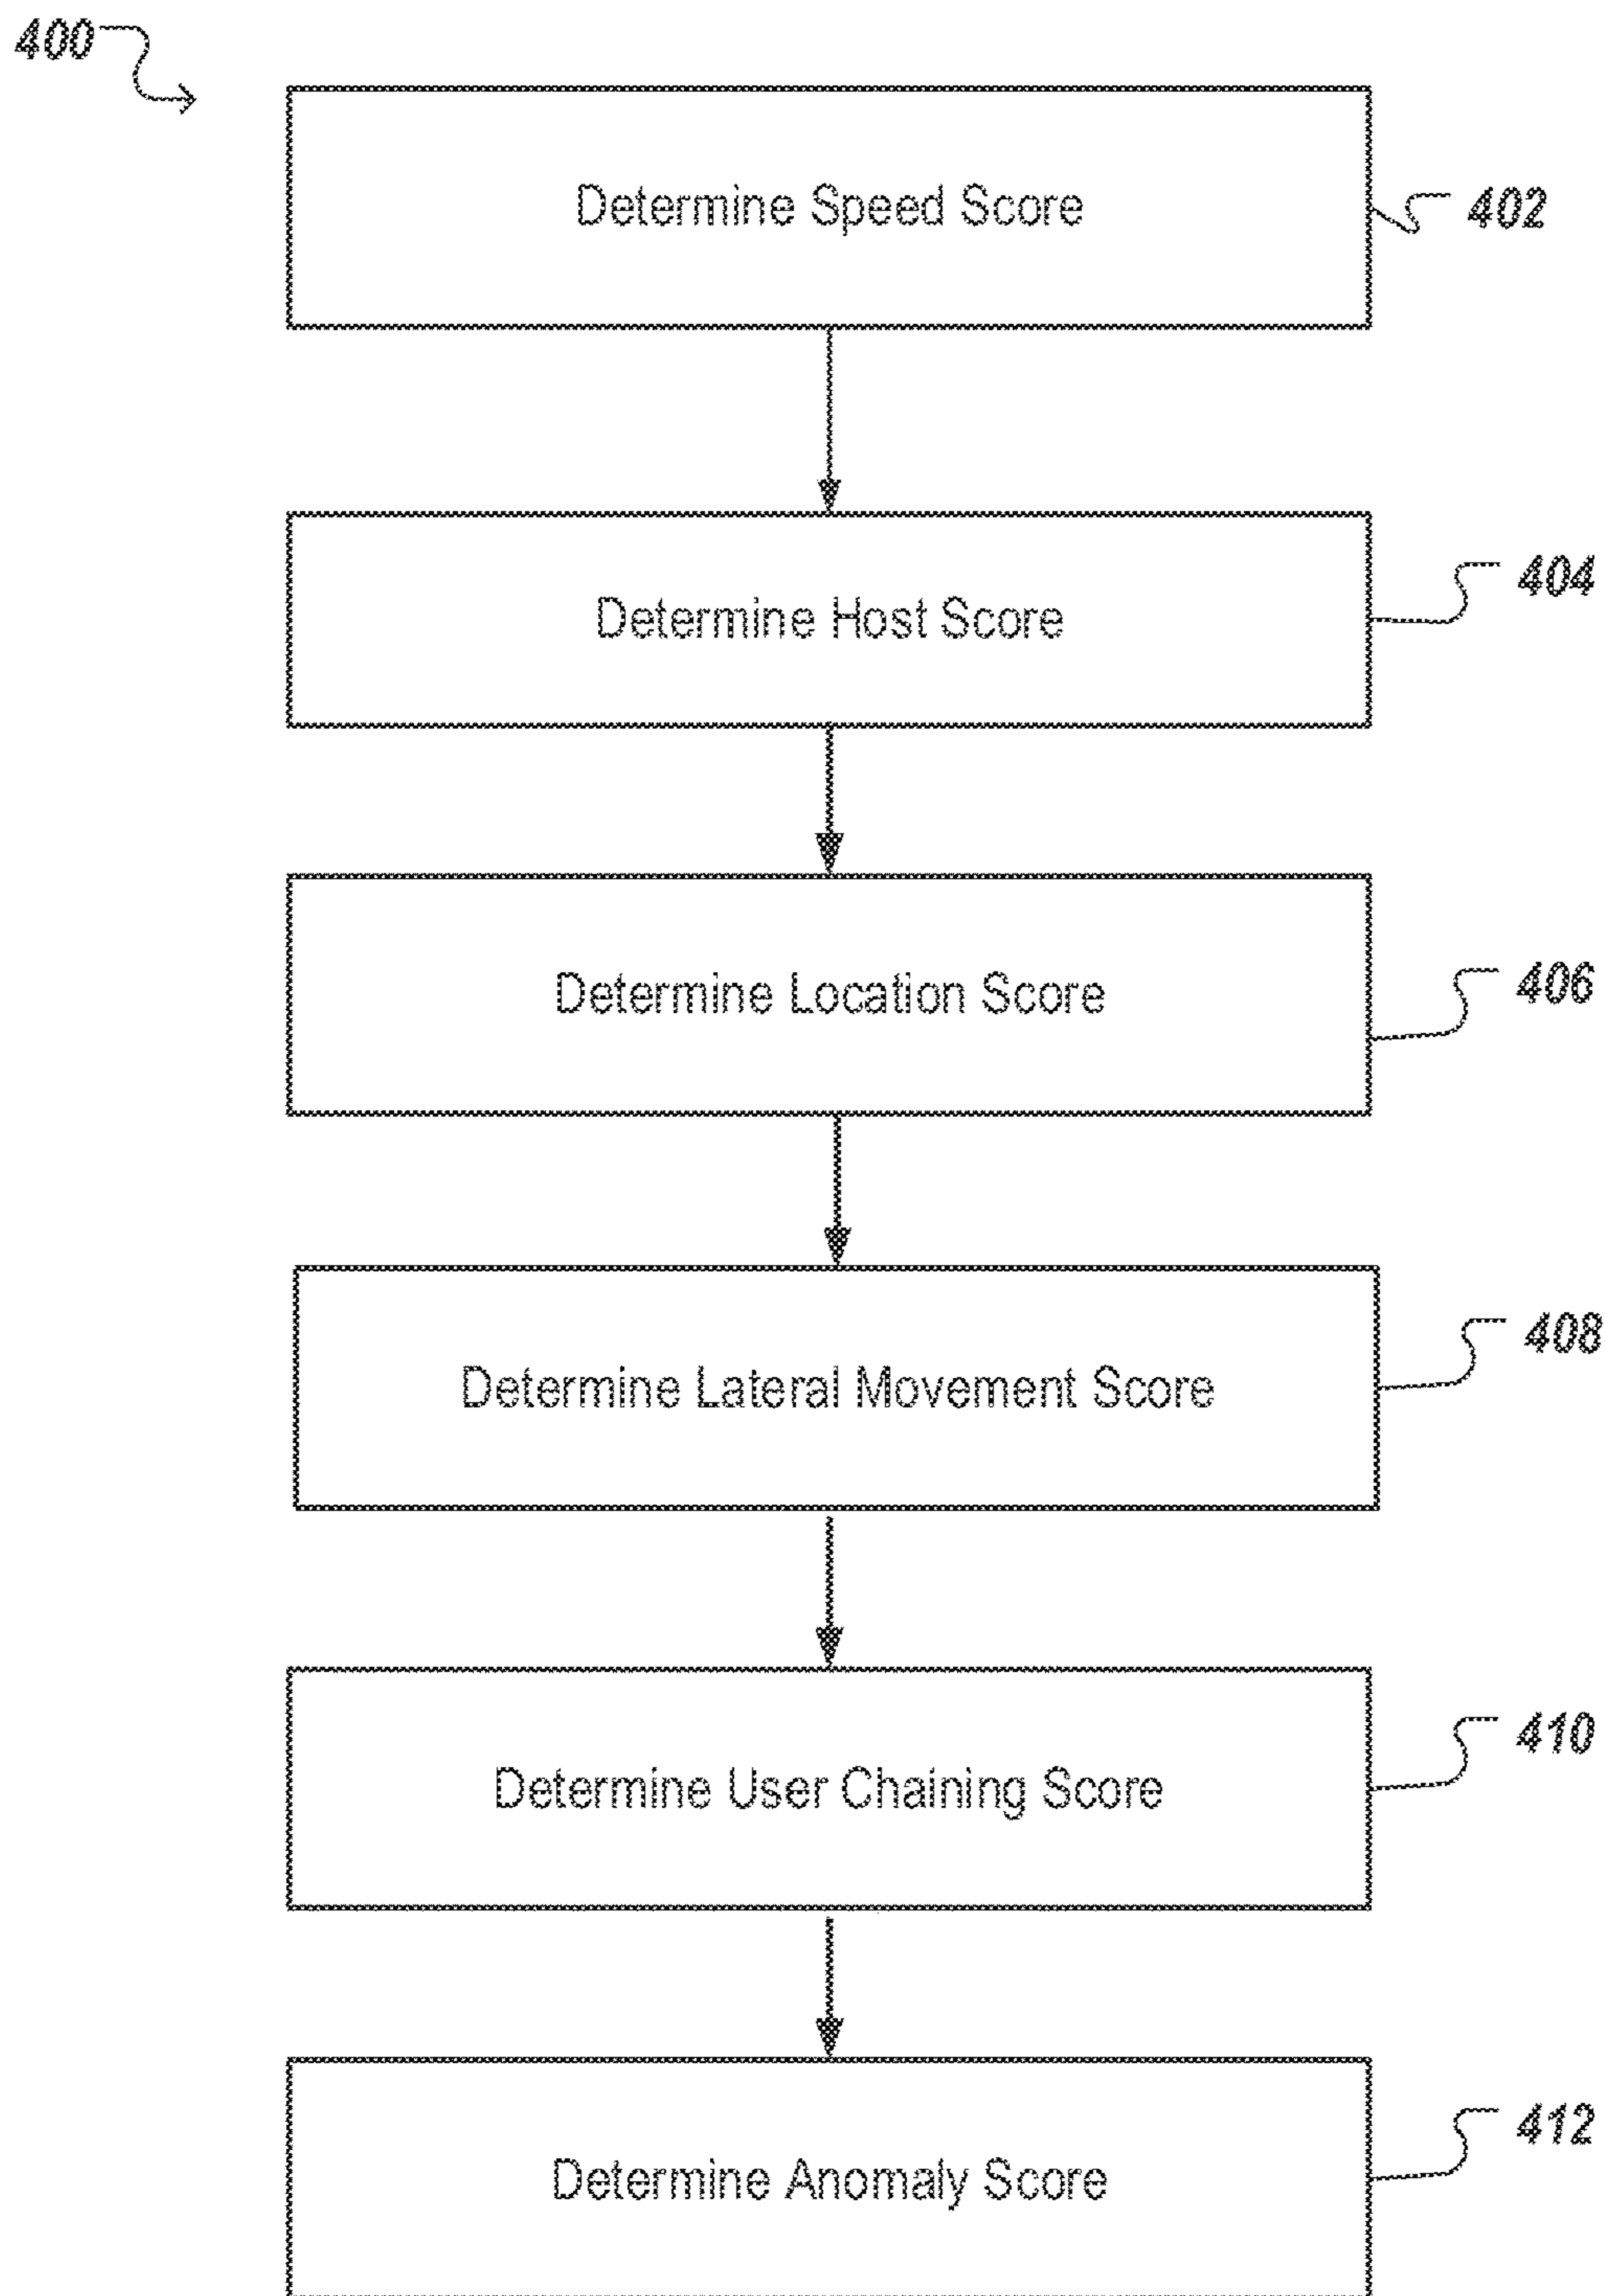 400
Determine Speed Score
402
Determine Host Score
404
Determine Location Score
406
Determine Lateral Movement Score
408
Determine User Chaining Score
410
Determine Anomaly Score
412